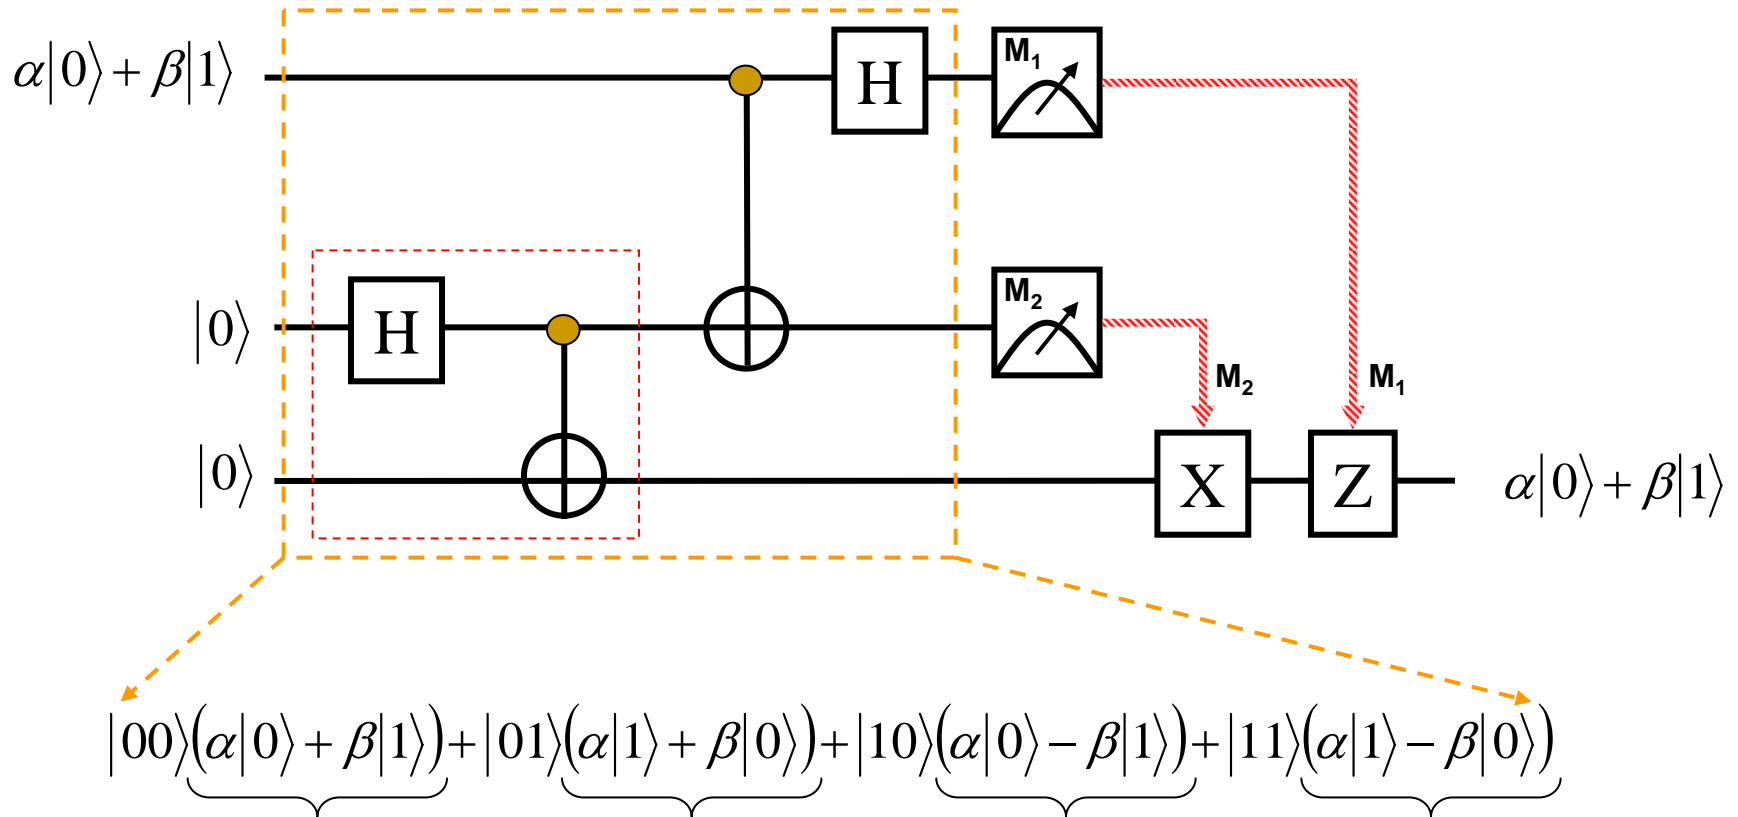 α|0⟩ + β|1⟩
H
M₁
|0⟩
H
M₂
M₂
M₁
|0⟩
X
Z
α|0⟩ + β|1⟩
|00⟩(α|0⟩ + β|1⟩) + |01⟩(α|1⟩ + β|0⟩) + |10⟩(α|0⟩ − β|1⟩) + |11⟩(α|1⟩ − β|0⟩)